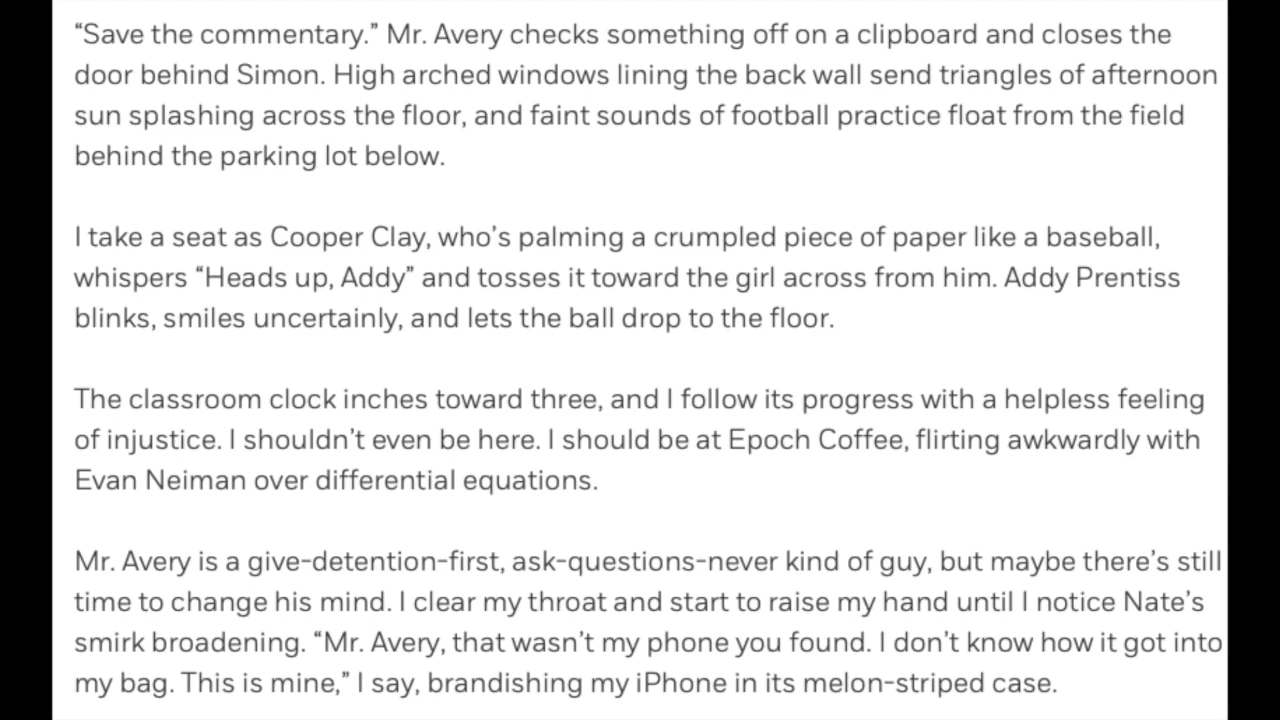 “Save the commentary.” Mr. Avery checks something off on a clipboard and closes the
door behind Simon. High arched windows lining the back wall send triangles of afternoon
sun splashing across the floor, and faint sounds of football practice float from the field
behind the parking lot below.
I take a seat as Cooper Clay, who’s palming a crumpled piece of paper like a baseball,
whispers “Heads up, Addy” and tosses it toward the girl across from him. Addy Prentiss
blinks, smiles uncertainly, and lets the ball drop to the floor.
The classroom clock inches toward three, and I follow its progress with a helpless feeling
of injustice. I shouldn’t even be here. I should be at Epoch Coffee, flirting awkwardly with
Evan Neiman over differential equations.
Mr. Avery is a give-detention-first, ask-questions-never kind of guy, but maybe there’s still
time to change his mind. I clear my throat and start to raise my hand until I notice Nate’s
smirk broadening. “Mr. Avery, that wasn’t my phone you found. I don’t know how it got into
my bag. This is mine,” I say, brandishing my iPhone in its melon-striped case.